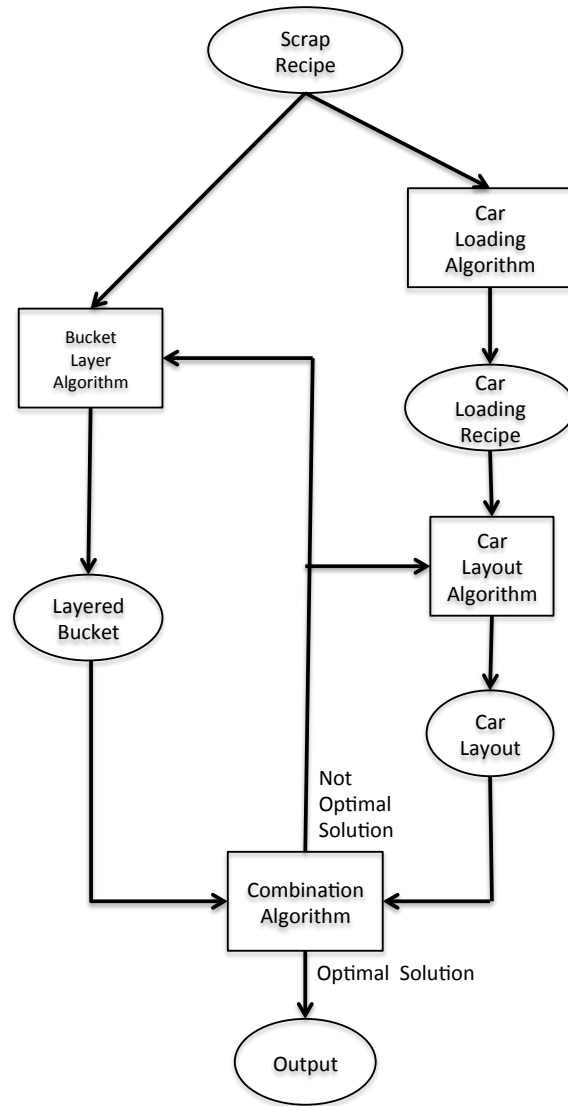 Scrap
Recipe
Car
Loading
Algorithm
Bucket
Layer
Algorithm
Car
Loading
Recipe
Car
Layout
Algorithm
Layered
Bucket
Car
Layout
Not
Optimal
Solution
Combination
Algorithm
Optimal Solution
Output